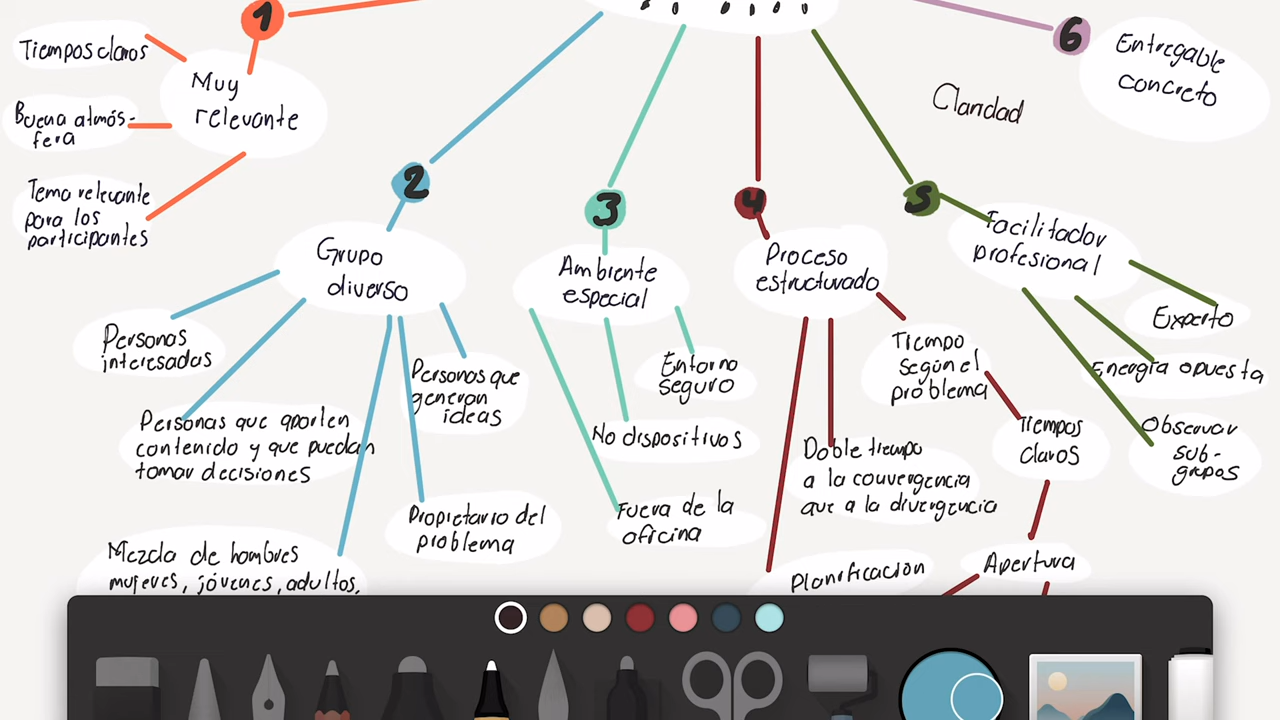 1
Tiempos claros
Muy
relevante
Buena atmós-
fera
Tema relevante
para los
participantes
2
Grupo
diverso
Personas
interesadas
Personas que aporten
contenido y que puedan
tomar decisiones
Mezcla de hombres
mujeres, jóvenes, adultos.
Personas que
generan
ideas
Propietario del
problema
3
Ambiente
especial
Entorno
seguro
No dispositivos
Fuera de la
oficina
4
Proceso
estructurado
Tiempo
según el
problema
Tiempos
claros
Apertura
Doble tiempo
a la convergencia
que a la divergencia
Planificación
5
Facilitador
profesional
Experto
Energía opuesta
Observar
sub-
grupos
6
Entregable
concreto
Claridad